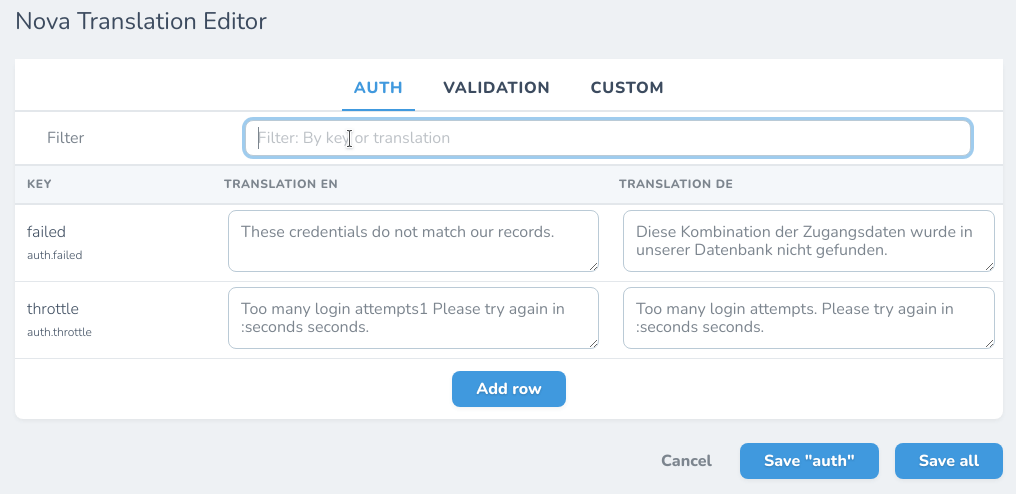 Nova Translation Editor
AUTH VALIDATION CUSTOM
Filter Filter: By key or translation
KEY TRANSLATION EN TRANSLATION DE
failed
auth.failed
These credentials do not match our records.
Diese Kombination der Zugangsdaten wurde in
unserer Datenbank nicht gefunden.
throttle
auth.throttle
Too many login attempts1 Please try again in
:seconds seconds.
Too many login attempts. Please try again in
:seconds seconds.
Add row
Cancel Save "auth" Save all